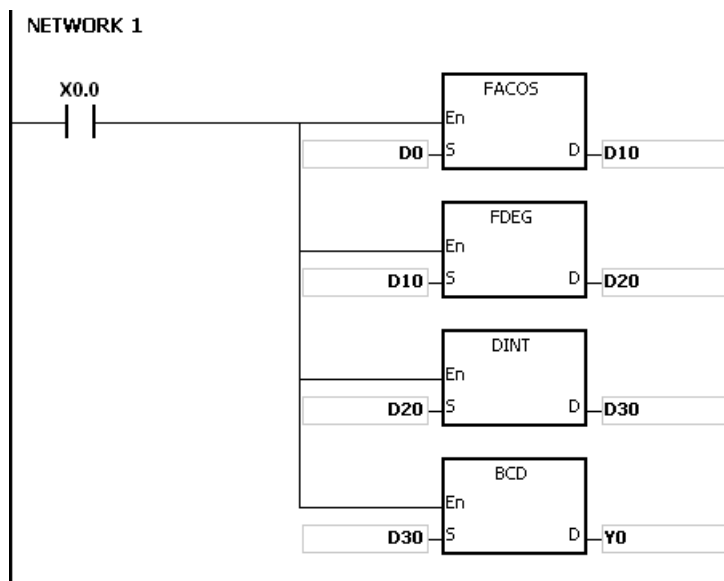 NETWORK 1
X0.0
FACOS
En
D0 S D D10
FDEG
En
D10 S D D20
DINT
En
D20 S D D30
BCD
En
D30 S D Y0